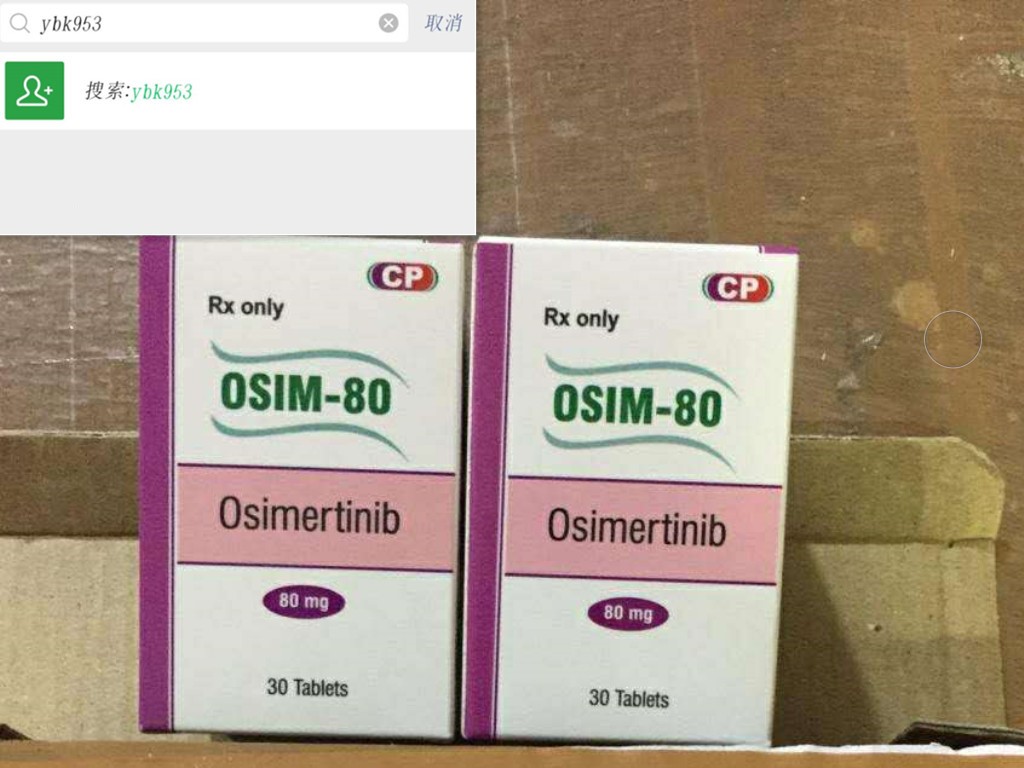 ybk953
取消
搜索:ybk953
CP
Rx only
OSIM-80
Osimertinib
80 mg
30 Tablets
CP
Rx only
OSIM-80
Osimertinib
80 mg
30 Tablets